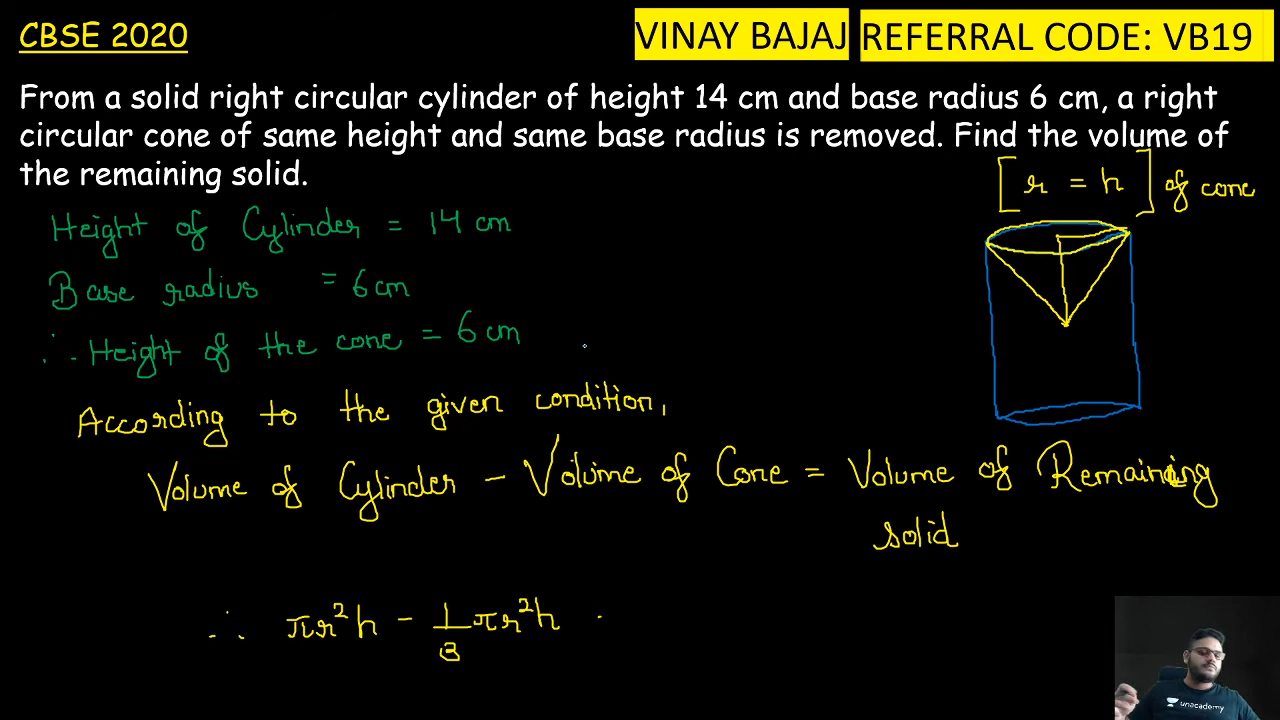 CBSE 2020
VINAY BAJAJ
REFERRAL CODE: VB19
From a solid right circular cylinder of height 14 cm and base radius 6 cm, a right
circular cone of same height and same base radius is removed. Find the volume of
the remaining solid.
[r = h] of cone
Height of Cylinder = 14 cm
Base radius = 6 cm
∴ Height of the cone = 6 cm
According to the given condition,
Volume of Cylinder - Volume of Cone = Volume of Remaining
solid
∴ πr²h - 1/3 πr²h
unacademy